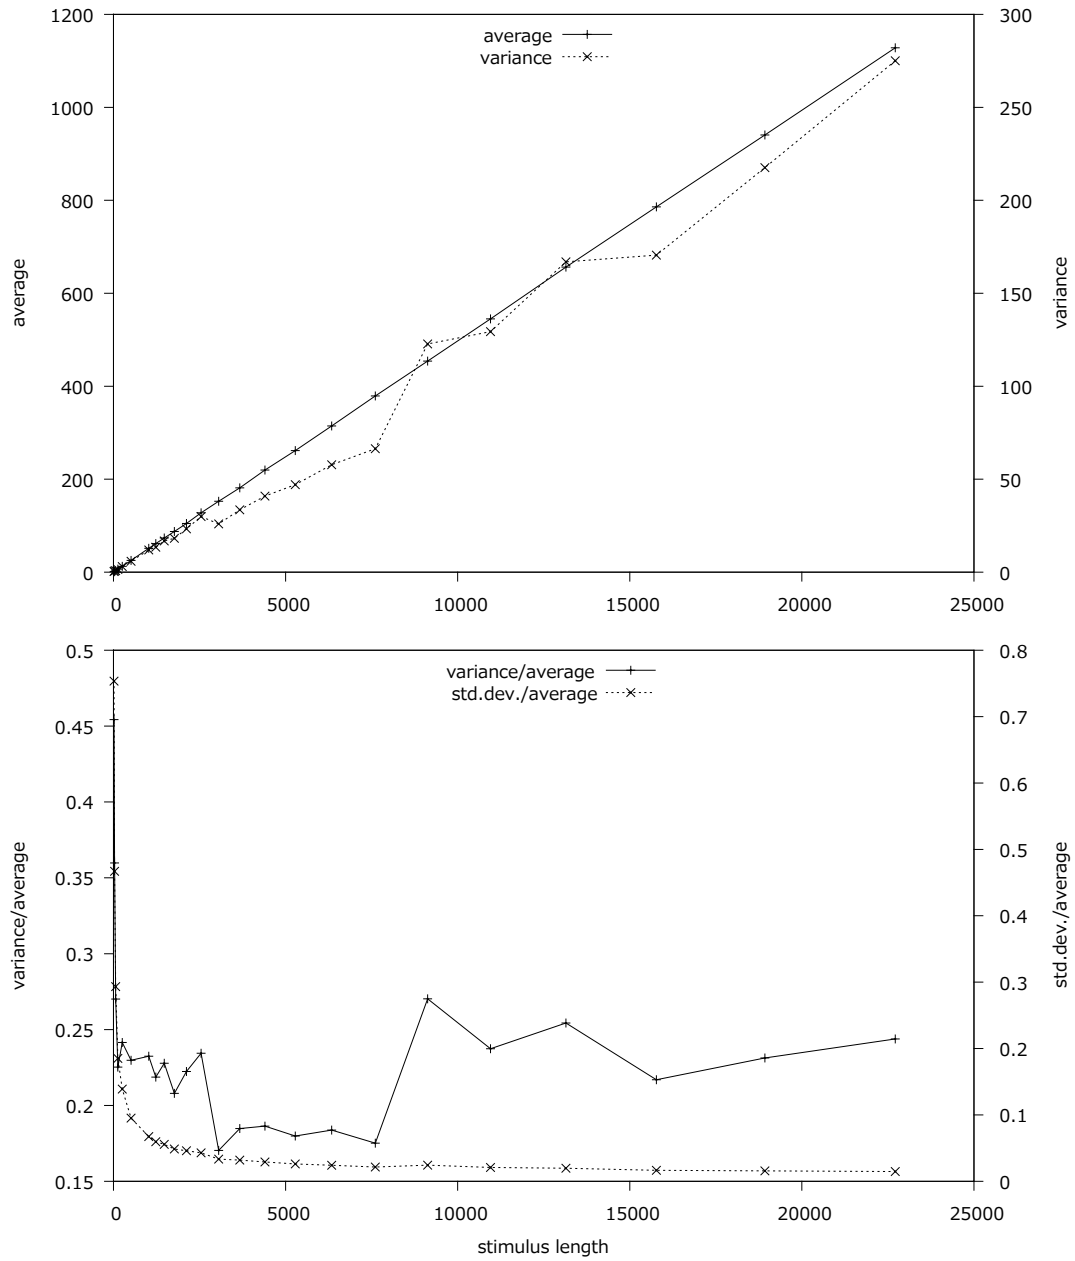 average
variance
1200
1000
800
600
400
200
0
300
250
200
150
100
50
0
average
variance
0 5000 10000 15000 20000 25000
variance/average
std.dev./average
0.5
0.45
0.4
0.35
0.3
0.25
0.2
0.15
0.8
0.7
0.6
0.5
0.4
0.3
0.2
0.1
0
variance/average
std.dev./average
0 5000 10000 15000 20000 25000
stimulus length